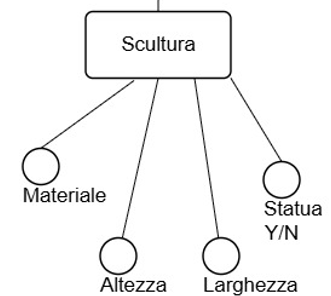 Scultura
Materiale
Statua
Y/N
Altezza
Larghezza